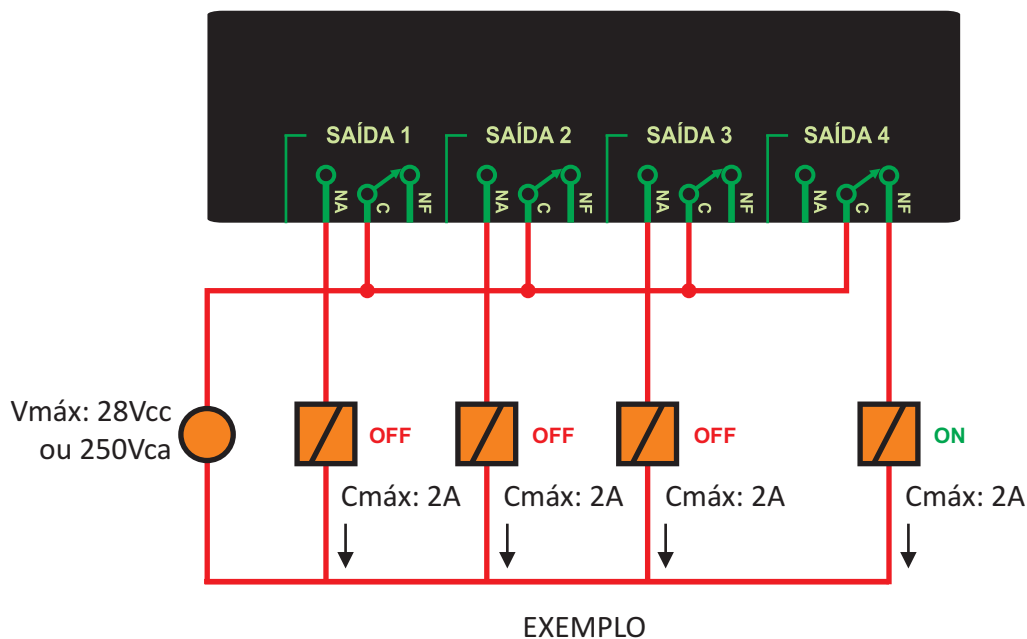 SAÍDA 1 SAÍDA 2 SAÍDA 3 SAÍDA 4
NA C NF NA C NF NA C NF NA C NF
Vmáx: 28Vcc
ou 250Vca
OFF OFF OFF ON
Cmáx: 2A Cmáx: 2A Cmáx: 2A Cmáx: 2A
EXEMPLO